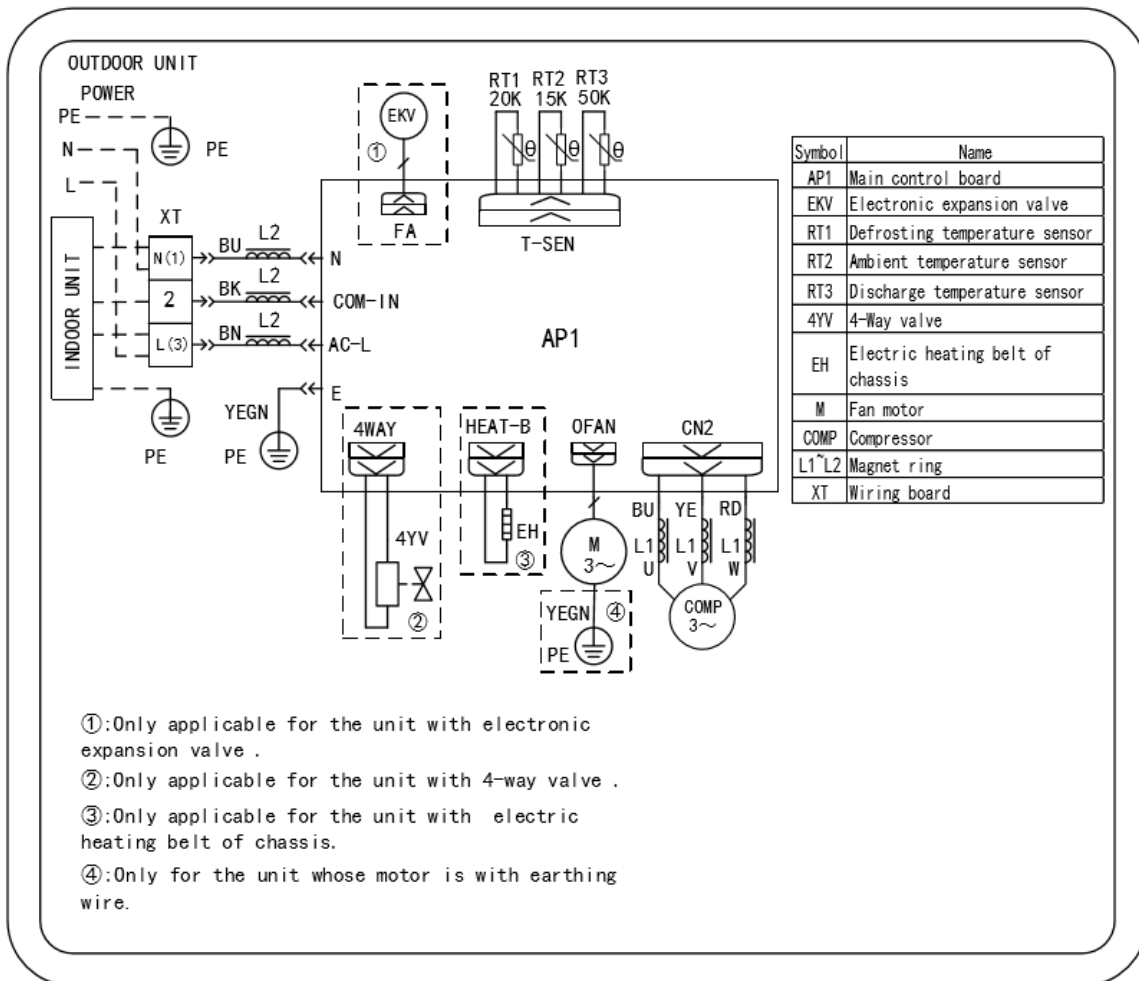 OUTDOOR UNIT
POWER
PE
N
L
PE
INDOOR UNIT
XT
N(1)
2
L(3)
BU L2
BK L2
BN L2
N
COM-IN
AC-L
E
YEGN
PE
PE
EKV
①
FA
RT1 RT2 RT3
20K 15K 50K
θ θ θ
T-SEN
AP1
4WAY
4YV
②
HEAT-B
EH
③
OFAN
M
3~
YEGN ④
PE
CN2
BU YE RD
L1 L1 L1
U V W
COMP
3~
Symbol Name
AP1 Main control board
EKV Electronic expansion valve
RT1 Defrosting temperature sensor
RT2 Ambient temperature sensor
RT3 Discharge temperature sensor
4YV 4-Way valve
EH Electric heating belt of
chassis
M Fan motor
COMP Compressor
L1~L2 Magnet ring
XT Wiring board
①:Only applicable for the unit with electronic
expansion valve .
②:Only applicable for the unit with 4-way valve .
③:Only applicable for the unit with electric
heating belt of chassis.
④:Only for the unit whose motor is with earthing
wire.